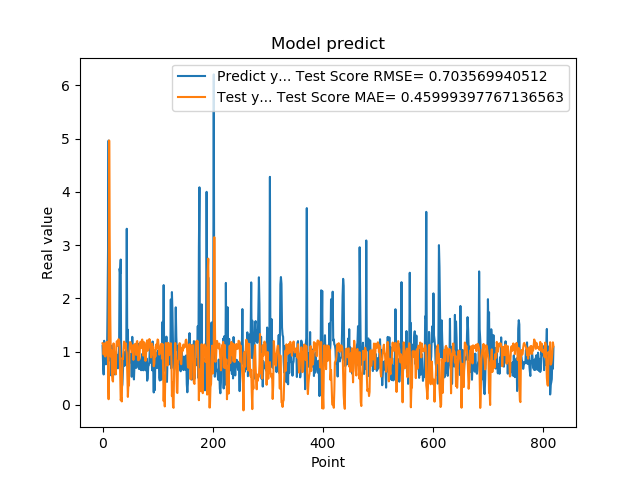 Model predict
Predict y... Test Score RMSE= 0.703569940512
Test y... Test Score MAE= 0.45999397767136563
Real value
6
5
4
3
2
1
0
0 200 400 600 800
Point